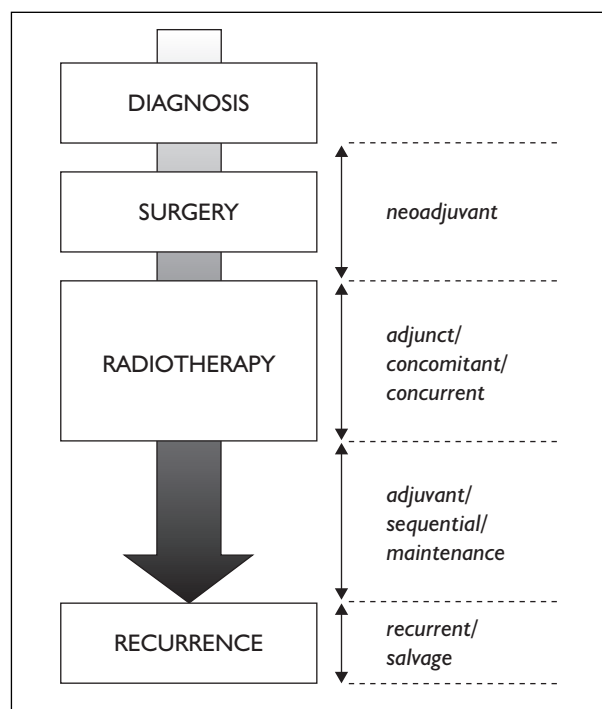 DIAGNOSIS
SURGERY
neoadjuvant
RADIOTHERAPY
adjunct/
concomitant/
concurrent
adjuvant/
sequential/
maintenance
RECURRENCE
recurrent/
salvage